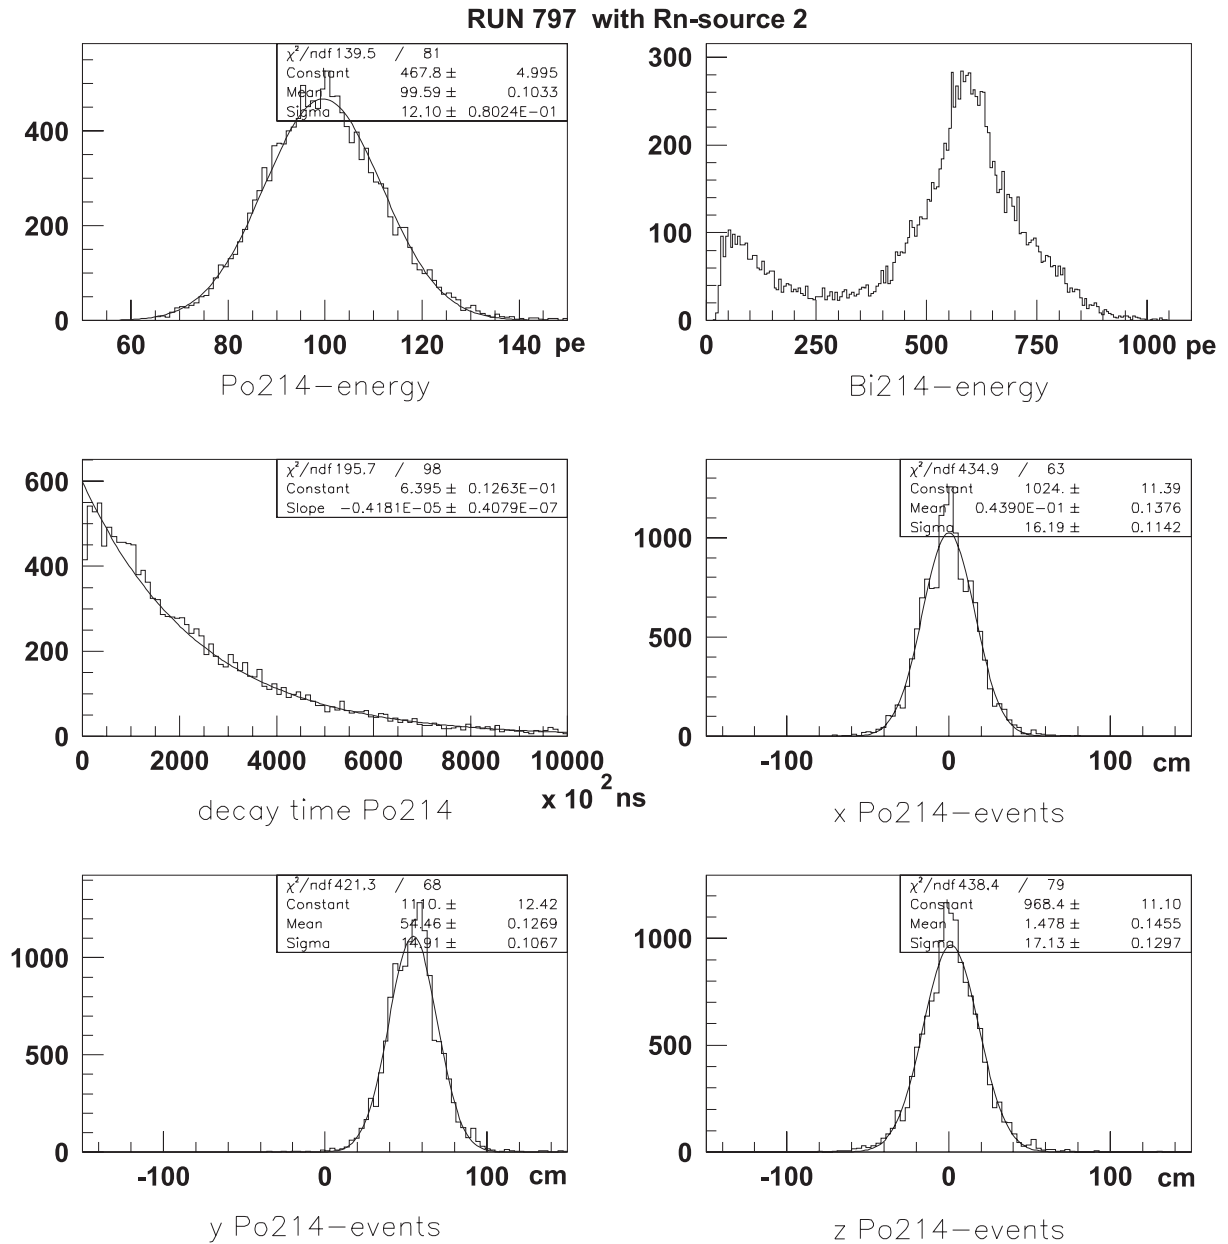 RUN 797 with Rn-source 2
χ²/ndf 139.5 / 81
Constant 467.8 ± 4.995
Mean 99.59 ± 0.1033
Sigma 12.10 ± 0.8024E-01
400
200
0
60 80 100 120 140 pe
Po214-energy
300
200
100
0
0 250 500 750 1000 pe
Bi214-energy
χ²/ndf 195.7 / 98
Constant 6.395 ± 0.1263E-01
Slope -0.4181E-05 ± 0.4079E-07
600
400
200
0
0 2000 4000 6000 8000 10000
x 10 2 ns
decay time Po214
χ²/ndf 434.9 / 63
Constant 1024. ± 11.39
Mean 0.4390E-01 ± 0.1376
Sigma 16.19 ± 0.1142
1000
500
0
-100 0 100 cm
x Po214-events
χ²/ndf 421.3 / 68
Constant 1110. ± 12.42
Mean 54.46 ± 0.1269
Sigma 14.91 ± 0.1067
1000
500
0
-100 0 100 cm
y Po214-events
χ²/ndf 438.4 / 79
Constant 968.4 ± 11.10
Mean 1.478 ± 0.1455
Sigma 17.13 ± 0.1297
1000
500
0
-100 0 100 cm
z Po214-events